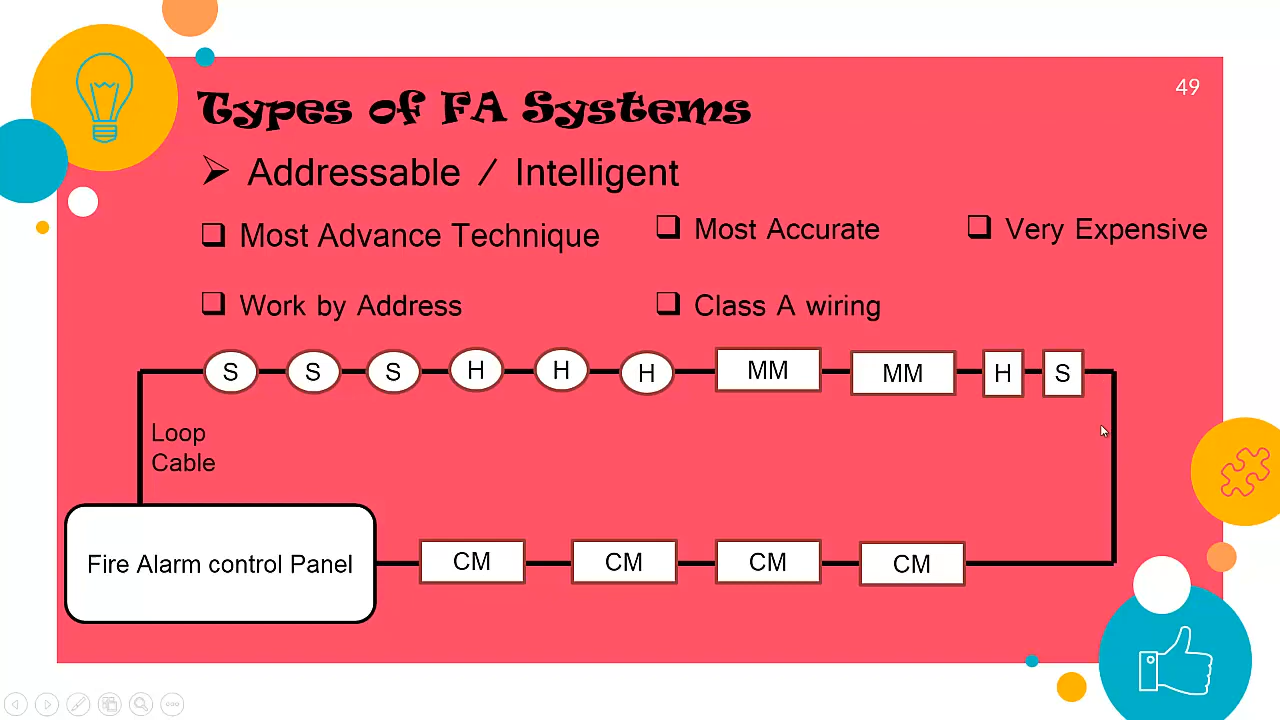 49
Types of FA Systems
Addressable / Intelligent
Most Advance Technique
Most Accurate
Very Expensive
Work by Address
Class A wiring
S S S H H H MM MM H S
Loop
Cable
Fire Alarm control Panel
CM CM CM CM